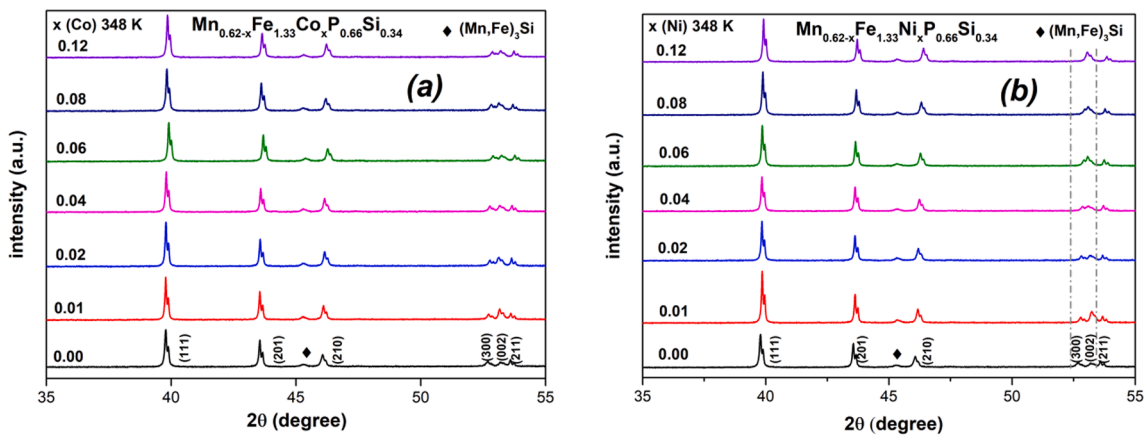 x (Co) 348 K
Mn0.62-xFe1.33CoxP0.66Si0.34
♦ (Mn,Fe)3Si
(a)
0.12
0.08
0.06
0.04
0.02
0.01
0.00
(111)
(201)
♦
(210)
(300)
(002)
(211)
intensity (a.u.)
35 40 45 50 55
2θ (degree)
x (Ni) 348 K
Mn0.62-xFe1.33NixP0.66Si0.34
♦ (Mn,Fe)3Si
(b)
0.12
0.08
0.06
0.04
0.02
0.01
0.00
(111)
(201)
♦
(210)
(300)
(002)
(211)
intensity (a.u.)
35 40 45 50 55
2θ (degree)